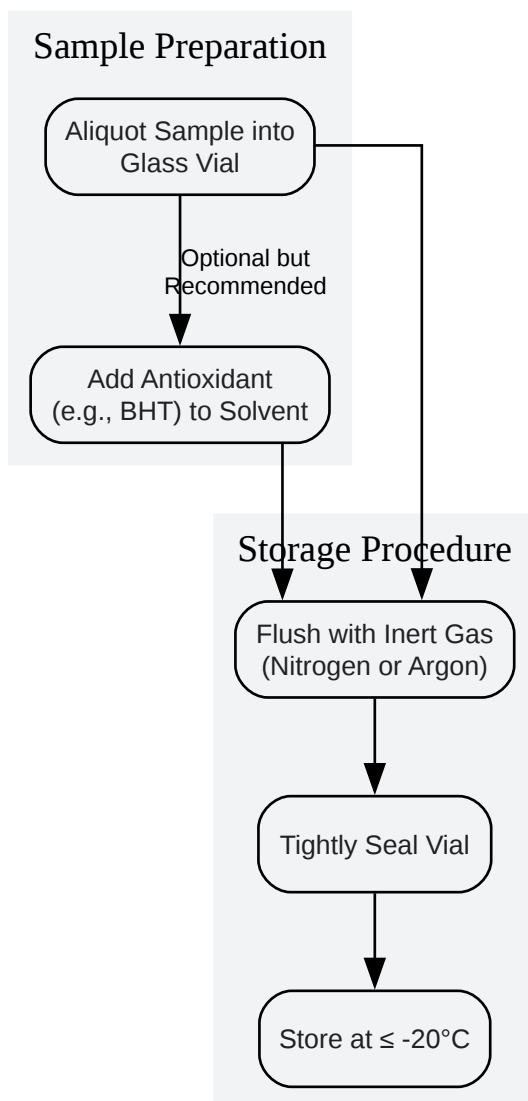 Sample Preparation
Aliquot Sample into
Glass Vial
Optional but
Recommended
Add Antioxidant
(e.g., BHT) to Solvent
Storage Procedure
Flush with Inert Gas
(Nitrogen or Argon)
Tightly Seal Vial
Store at ≤ -20°C